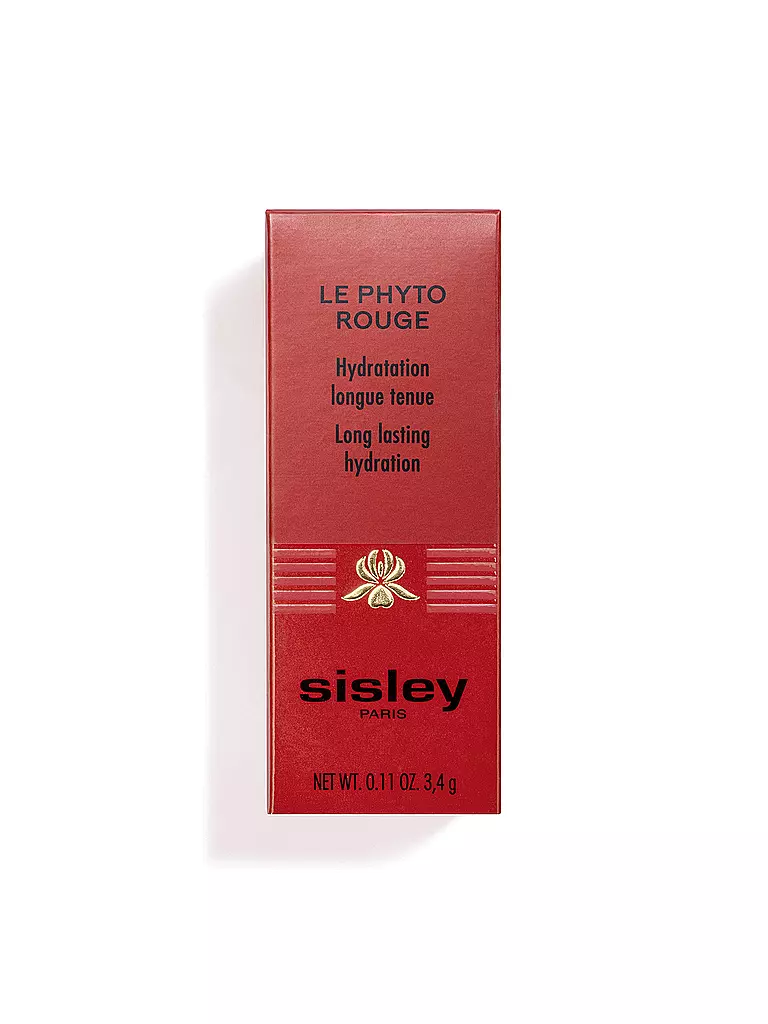 LE PHYTO
ROUGE
Hydratation
longue tenue
Long lasting
hydration
sisley
PARIS
NET WT. 0.11 OZ. 3,4 g